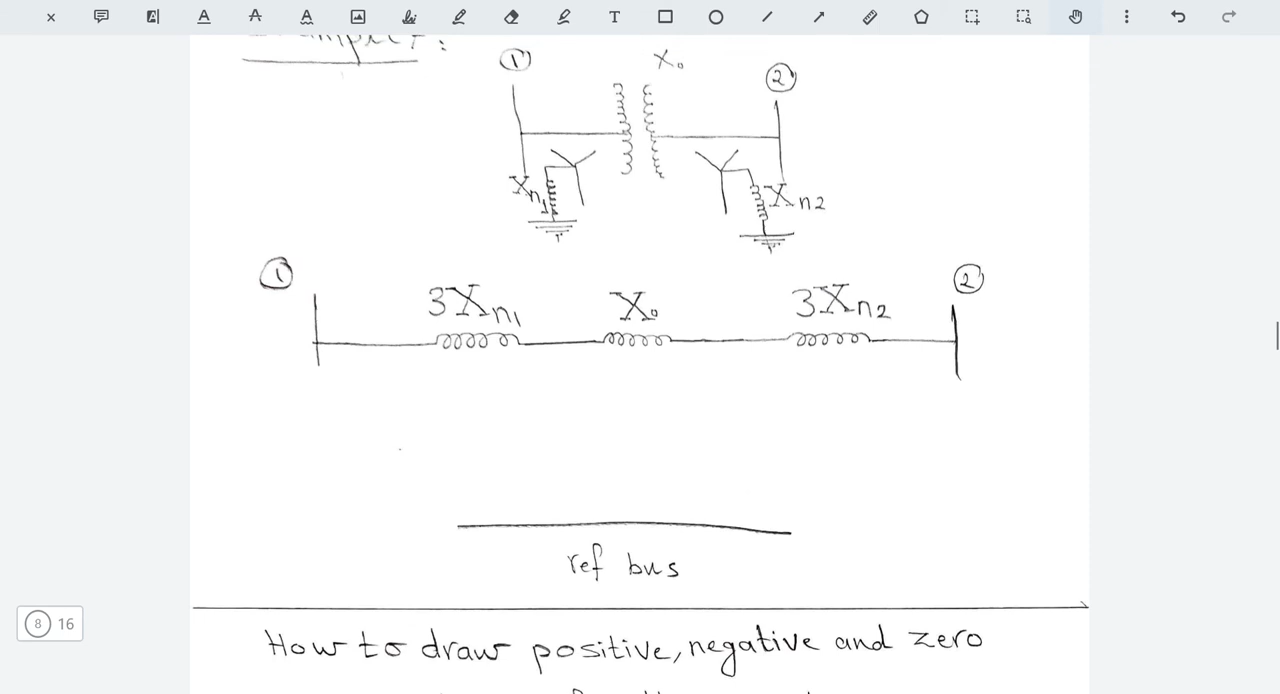 ① X₀ ②
Xn1 Xn2
① ②
3Xn1 X₀ 3Xn2
ref bus
How to draw positive, negative and zero
8 16